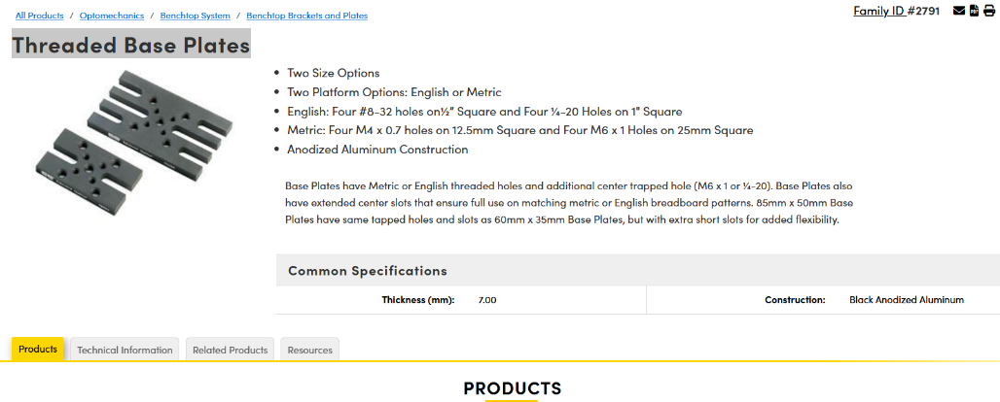 All Products / Optomechanics / Benchtop System / Benchtop Brackets and Plates
Family ID #2791
Threaded Base Plates
• Two Size Options
• Two Platform Options: English or Metric
• English: Four #8-32 holes on½" Square and Four ¼-20 Holes on 1" Square
• Metric: Four M4 x 0.7 holes on 12.5mm Square and Four M6 x 1 Holes on 25mm Square
• Anodized Aluminum Construction
Base Plates have Metric or English threaded holes and additional center trapped hole (M6 x 1 or ¼-20). Base Plates also
have extended center slots that ensure full use on matching metric or English breadboard patterns. 85mm x 50mm Base
Plates have same tapped holes and slots as 60mm x 35mm Base Plates, but with extra short slots for added flexibility.
Common Specifications
Thickness (mm): 7.00 Construction: Black Anodized Aluminum
Products Technical Information Related Products Resources
PRODUCTS